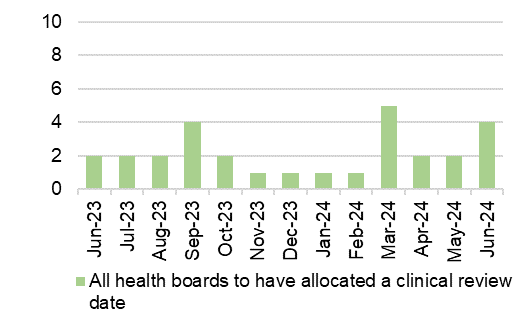 10
8
6
4
2
0
Jun-23
Jul-23
Aug-23
Sep-23
Oct-23
Nov-23
Dec-23
Jan-24
Feb-24
Mar-24
Apr-24
May-24
Jun-24
All health boards to have allocated a clinical review
date